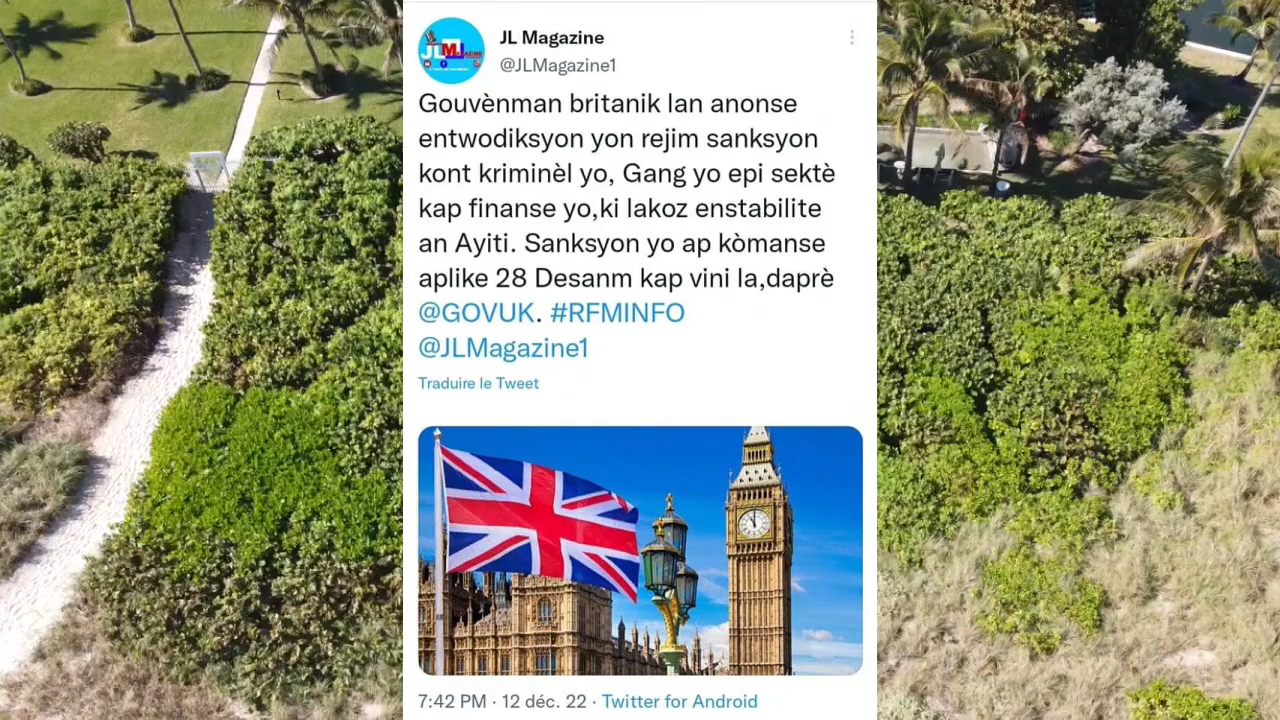 JL Magazine
@JLMagazine1
Gouvènman britanik lan anonse
entwodiksyon yon rejim sanksyon
kont kriminèl yo, Gang yo epi sektè
kap finanse yo,ki lakoz enstabilite
an Ayiti. Sanksyon yo ap kòmanse
aplike 28 Desanm kap vini la,daprè
@GOVUK. #RFMINFO
@JLMagazine1
Traduire le Tweet
7:42 PM · 12 déc. 22 · Twitter for Android